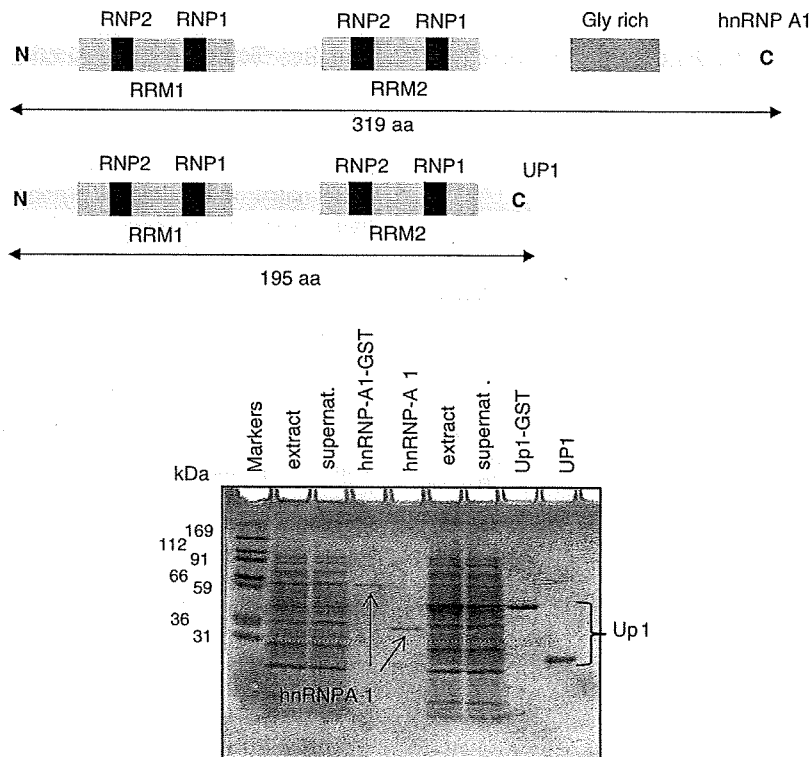 RNP2 RNP1 RNP2 RNP1 Gly rich hnRNP A1
N C
RRM1 RRM2
319 aa
RNP2 RNP1 RNP2 RNP1 UP1
N C
RRM1 RRM2
195 aa
kDa Markers extract supernat. hnRNP-A1-GST hnRNP-A 1 extract supernat . Up1-GST UP1
169
112
91
66
59
36
31
Up1
hnRNPA 1